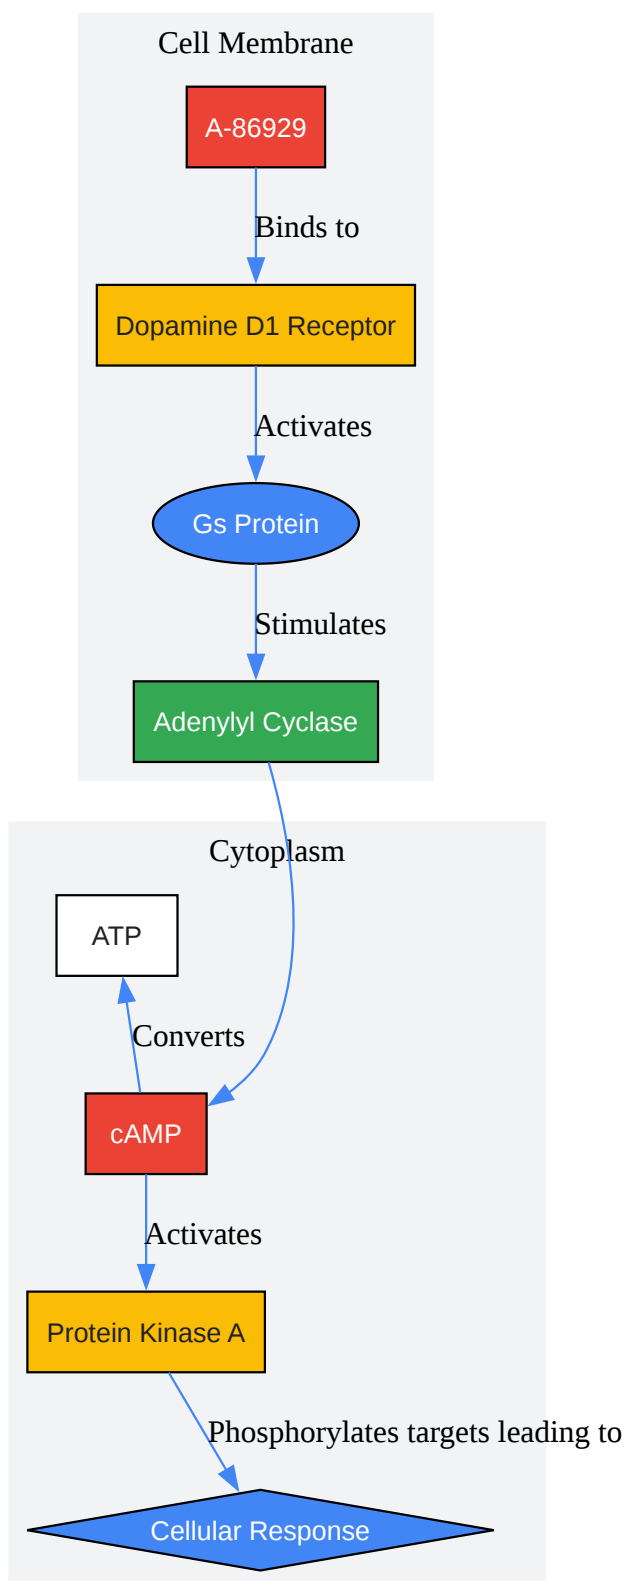 Cell Membrane
A-86929
Binds to
Dopamine D1 Receptor
Activates
Gs Protein
Stimulates
Adenylyl Cyclase
Cytoplasm
ATP
Converts
cAMP
Activates
Protein Kinase A
Phosphorylates targets leading to
Cellular Response